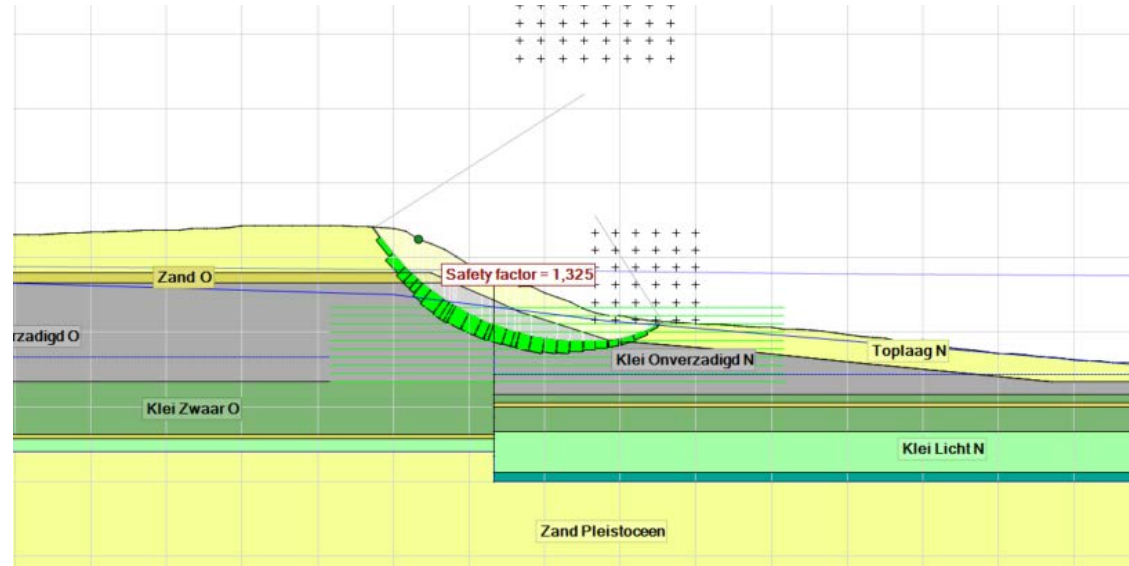 Zand O
Safety factor = 1,325
rzadigd O
Klei Onverzadigd N
Toplaag N
Klei Zwaar O
Klei Licht N
Zand Pleistoceen